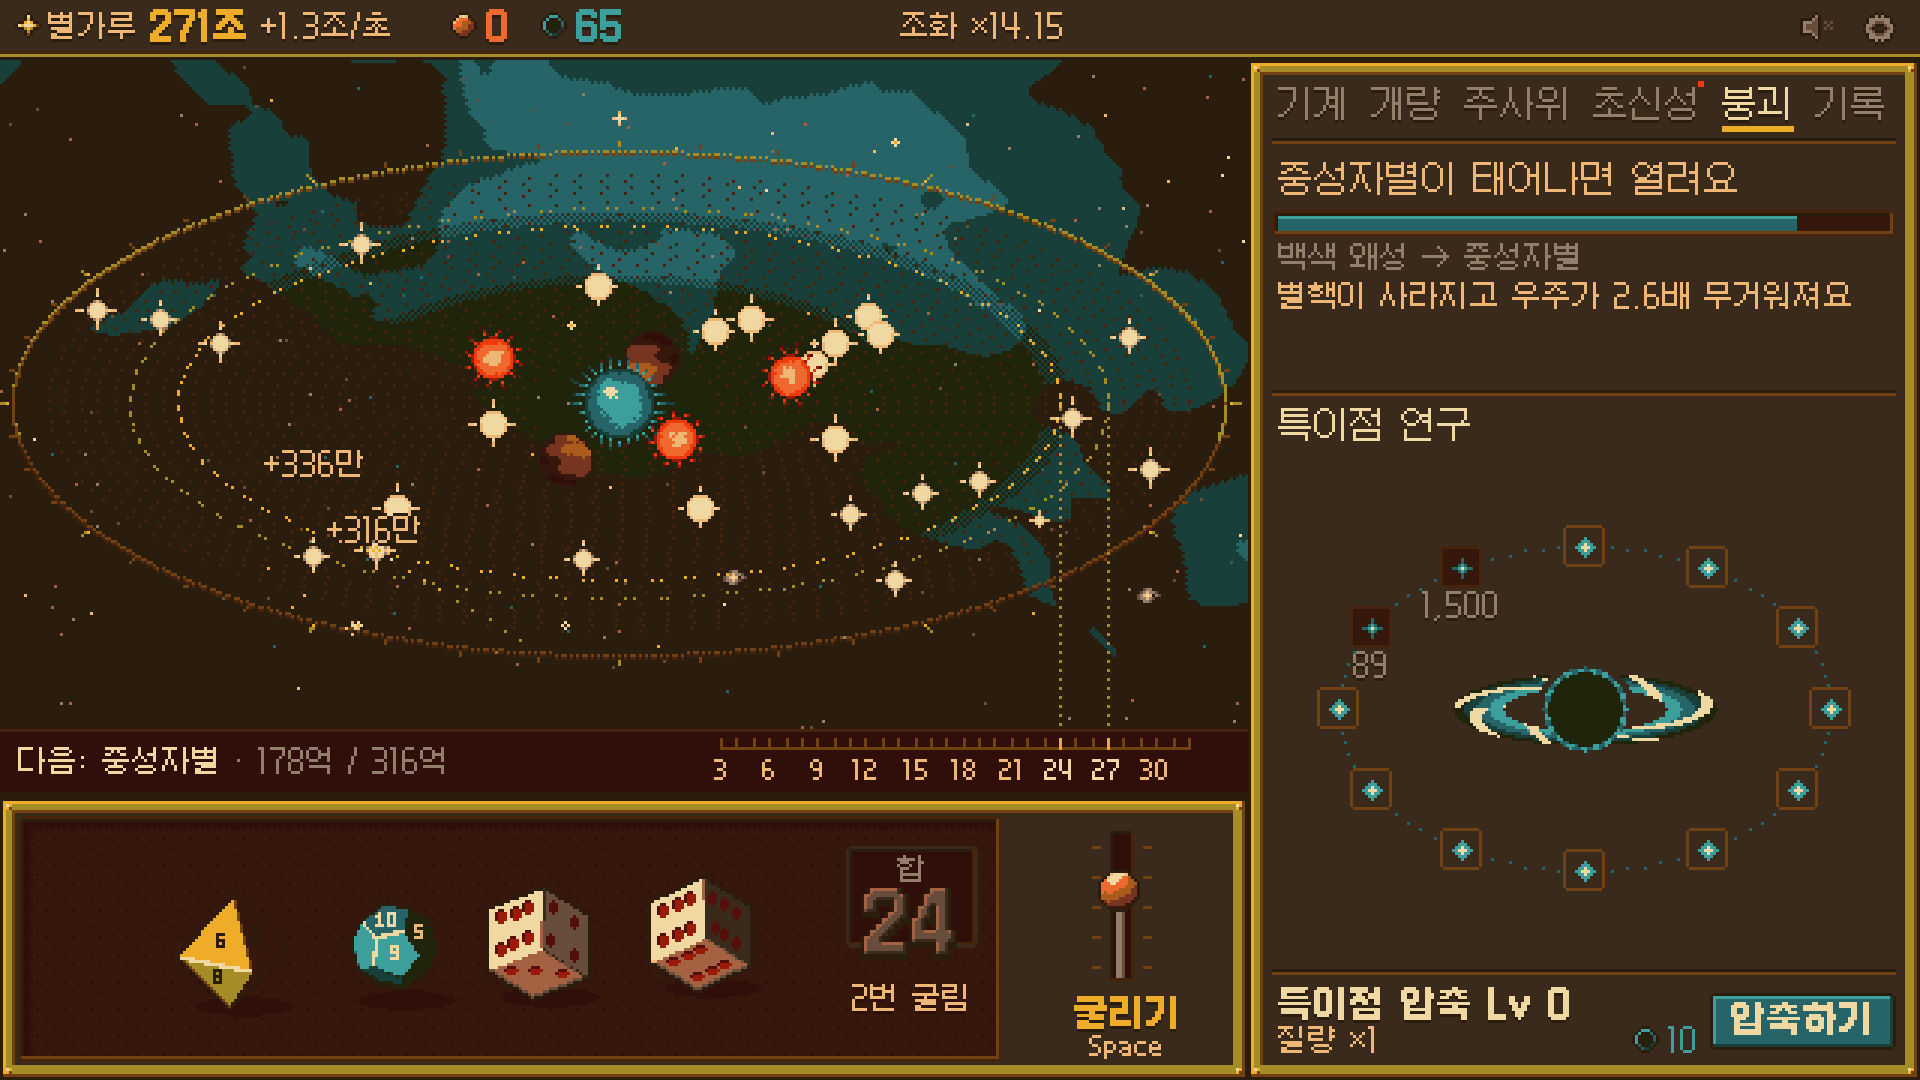 별가루 271조 +1.3조/초 0 65 조화 ×14.15
기계 개량 주사위 초신성 붕괴 기록
중성자별이 태어나면 열려요
백색 왜성 → 중성자별
별핵이 사라지고 우주가 2.6배 무거워져요
특이점 연구
1,500
89
특이점 압축 Lv 0
질량 ×1
10 압축하기
+336만
+316만
다음: 중성자별 · 178억 / 316억
3 6 9 12 15 18 21 24 27 30
6
8
10
5
9
합
24
2번 굴림
굴리기
Space